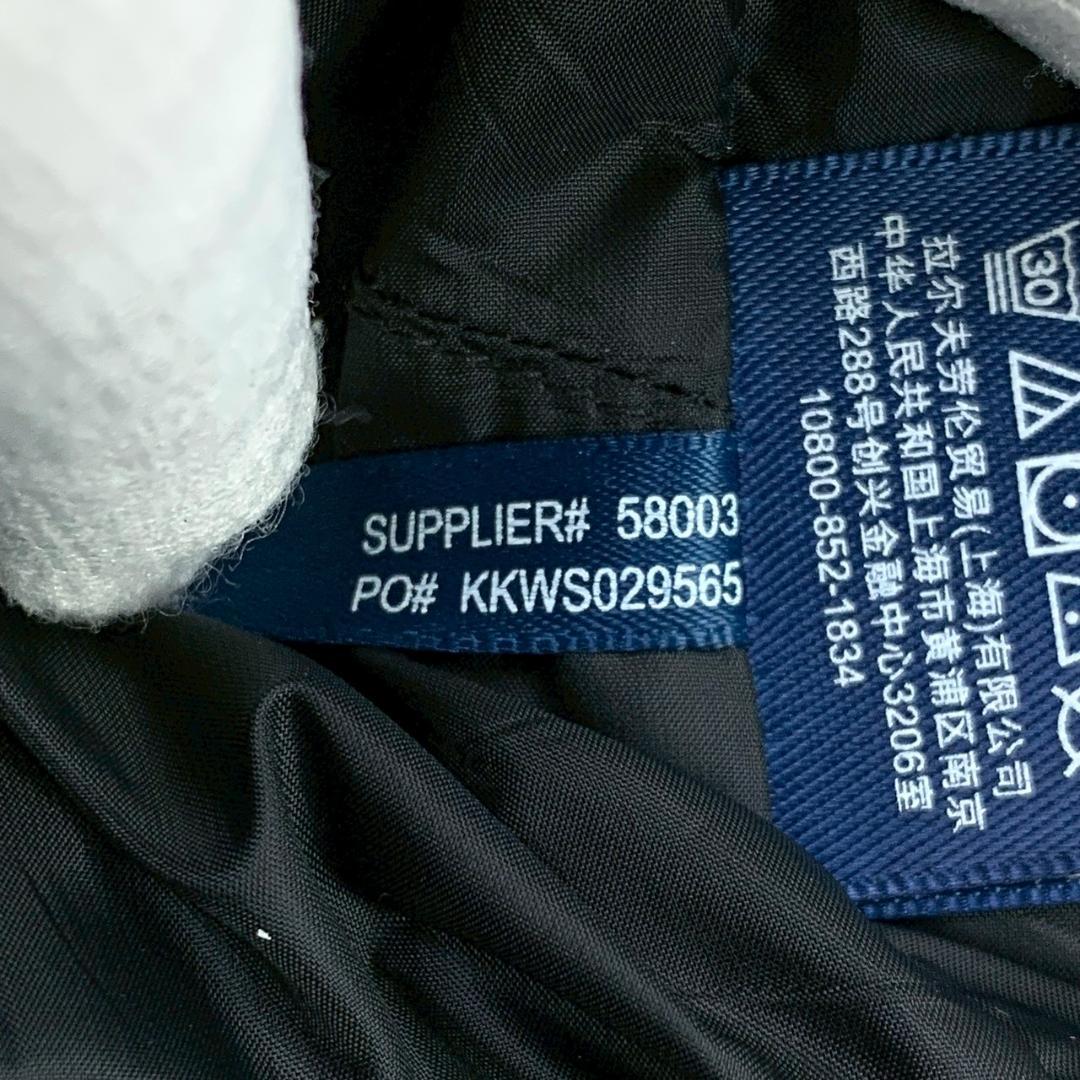 SUPPLIER# 58003
PO# KKWS029565
30
拉尔夫劳伦贸易(上海)有限公司
中华人民共和国上海市黄浦区南京
西路288号创兴金融中心3206室
10800-852-1834